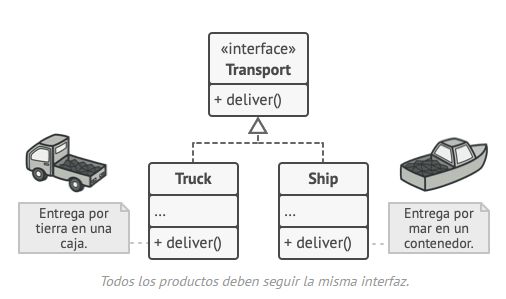 «interface»
Transport
+ deliver()
Truck
...
+ deliver()
Ship
...
+ deliver()
Entrega por
tierra en una
caja.
Entrega por
mar en un
contenedor.
Todos los productos deben seguir la misma interfaz.